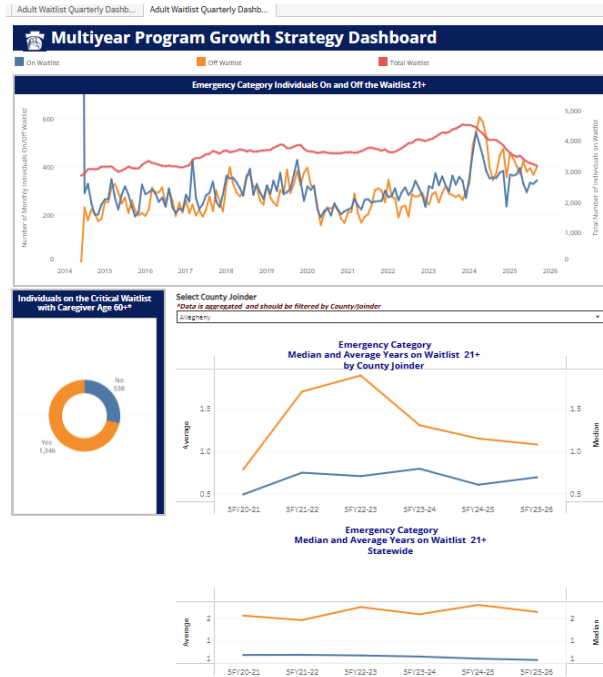 Adult Waitlist Quarterly Dashb...
Adult Waitlist Quarterly Dashb...
Multiyear Program Growth Strategy Dashboard
On Waitlist
Off Waitlist
Total Waitlist
Emergency Category Individuals On and Off the Waitlist 21+
Number of Monthly Individuals On/Off Waitlist
600
400
200
0
5,000
4,000
3,000
2,000
1,000
0
Total Number of Individuals on Waitlist
2014 2015 2016 2017 2018 2019 2020 2021 2022 2023 2024 2025 2026
Individuals on the Critical Waitlist
with Caregiver Age 60+*
No
538
Yes
1,346
Select County Joinder
*Data is aggregated and should be filtered by County/Joinder
Allegheny
Emergency Category
Median and Average Years on Waitlist 21+
by County Joinder
Average
1.5
1.0
0.5
1.5
1.0
0.5
Median
SFY20-21 SFY21-22 SFY22-23 SFY23-24 SFY24-25 SFY25-26
Emergency Category
Median and Average Years on Waitlist 21+
Statewide
Average
2
1
1
2
1
1
Median
SFY20-21 SFY21-22 SFY22-23 SFY23-24 SFY24-25 SFY25-26